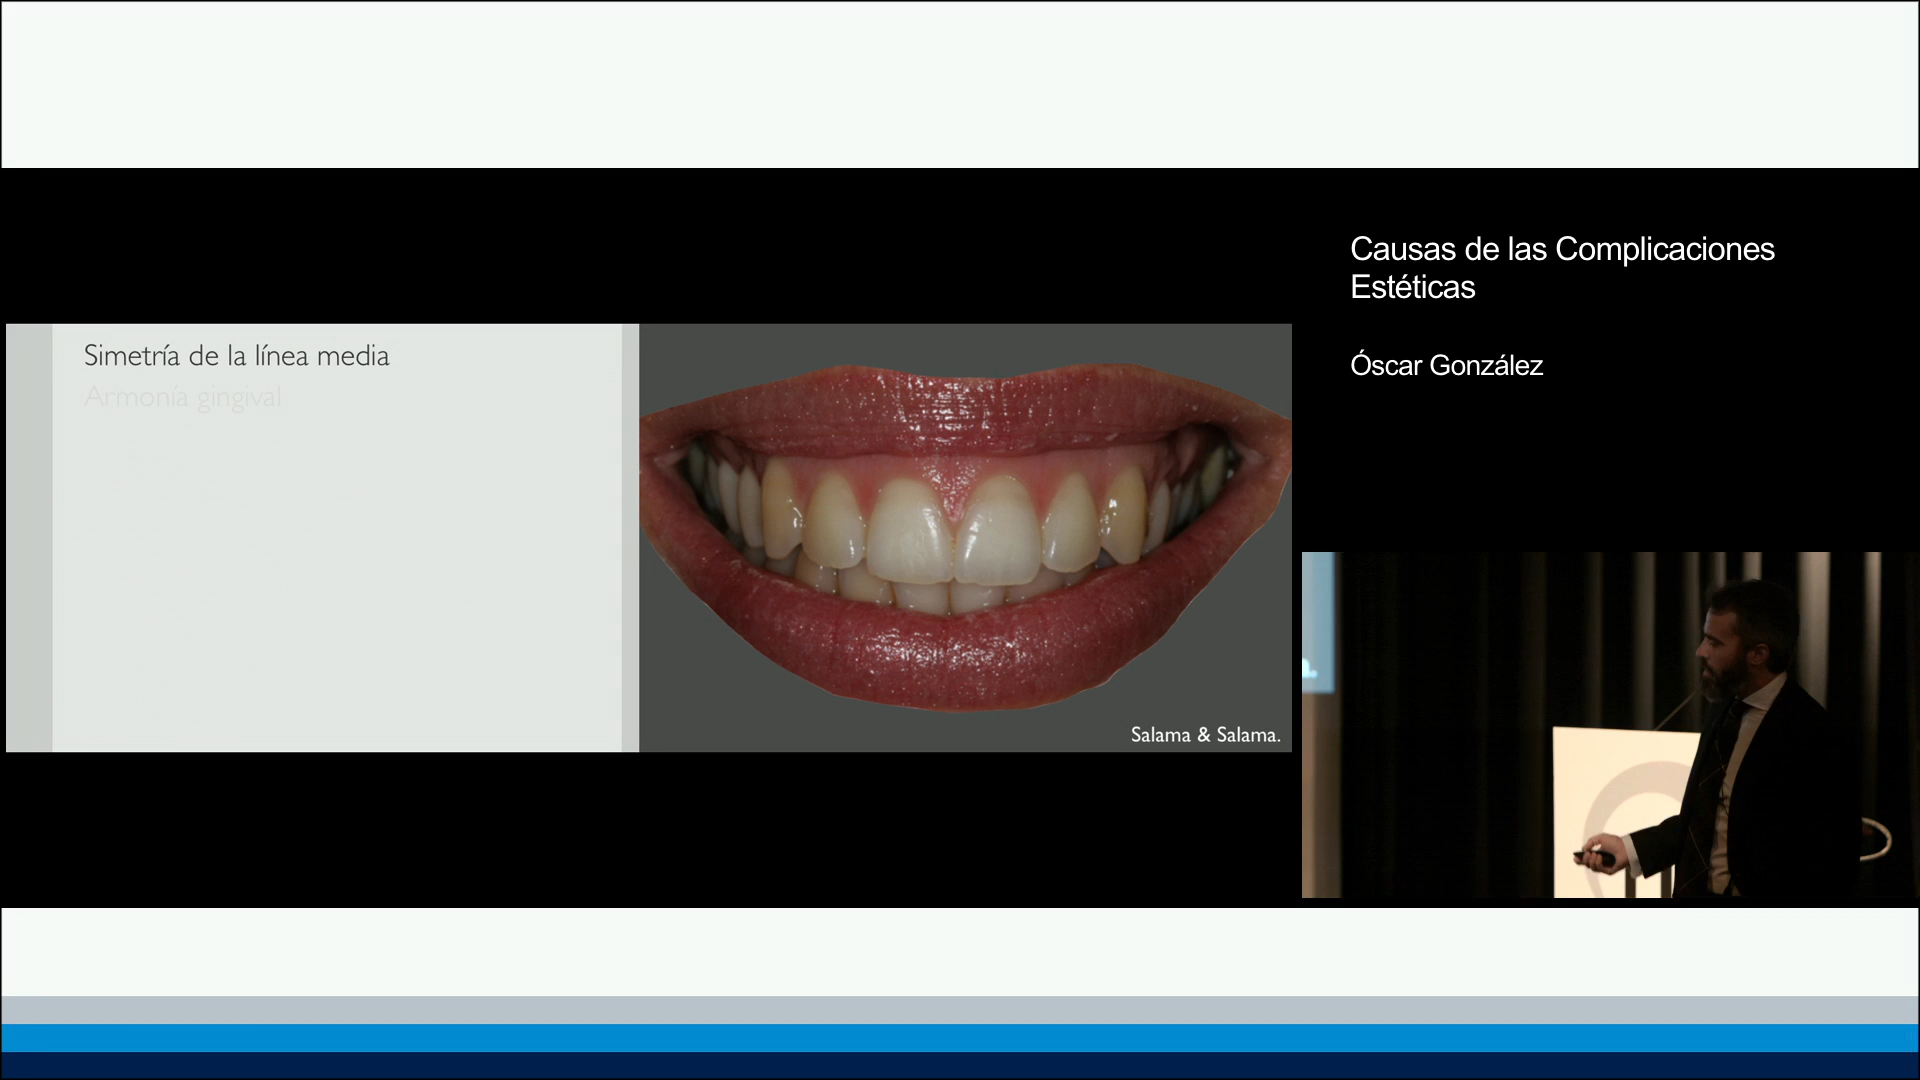 Causas de las Complicaciones
Estéticas
Óscar González
Simetría de la línea media
Armonía gingival
Salama & Salama.